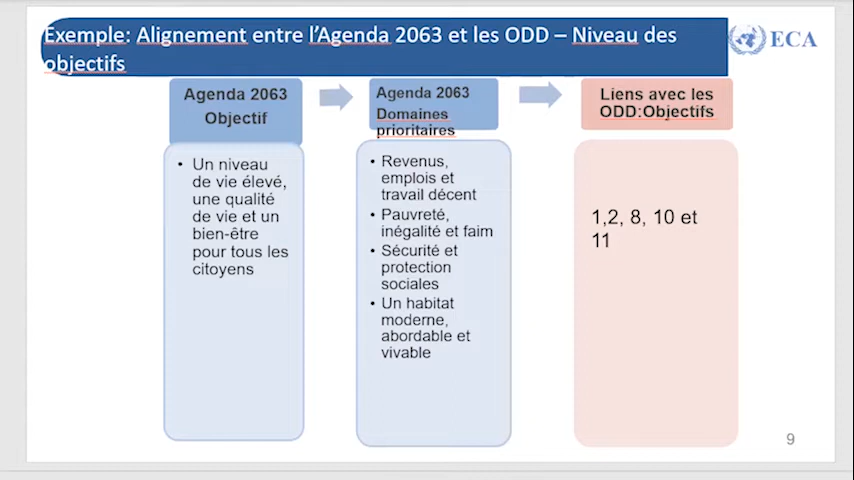 Exemple: Alignement entre l'Agenda 2063 et les ODD – Niveau des
objectifs
ECA
Agenda 2063
Objectif
• Un niveau
de vie élevé,
une qualité
de vie et un
bien-être
pour tous les
citoyens
Agenda 2063
Domaines
prioritaires
• Revenus,
emplois et
travail décent
• Pauvreté,
inégalité et faim
• Sécurité et
protection
sociales
• Un habitat
moderne,
abordable et
vivable
Liens avec les
ODD:Objectifs
1,2, 8, 10 et
11
9